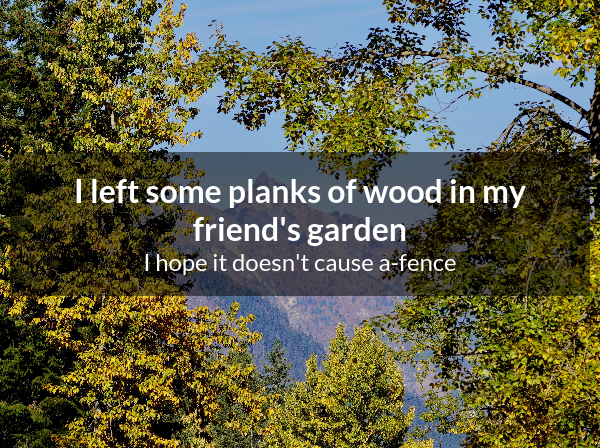 I left some planks of wood in my
friend's garden
I hope it doesn't cause a-fence